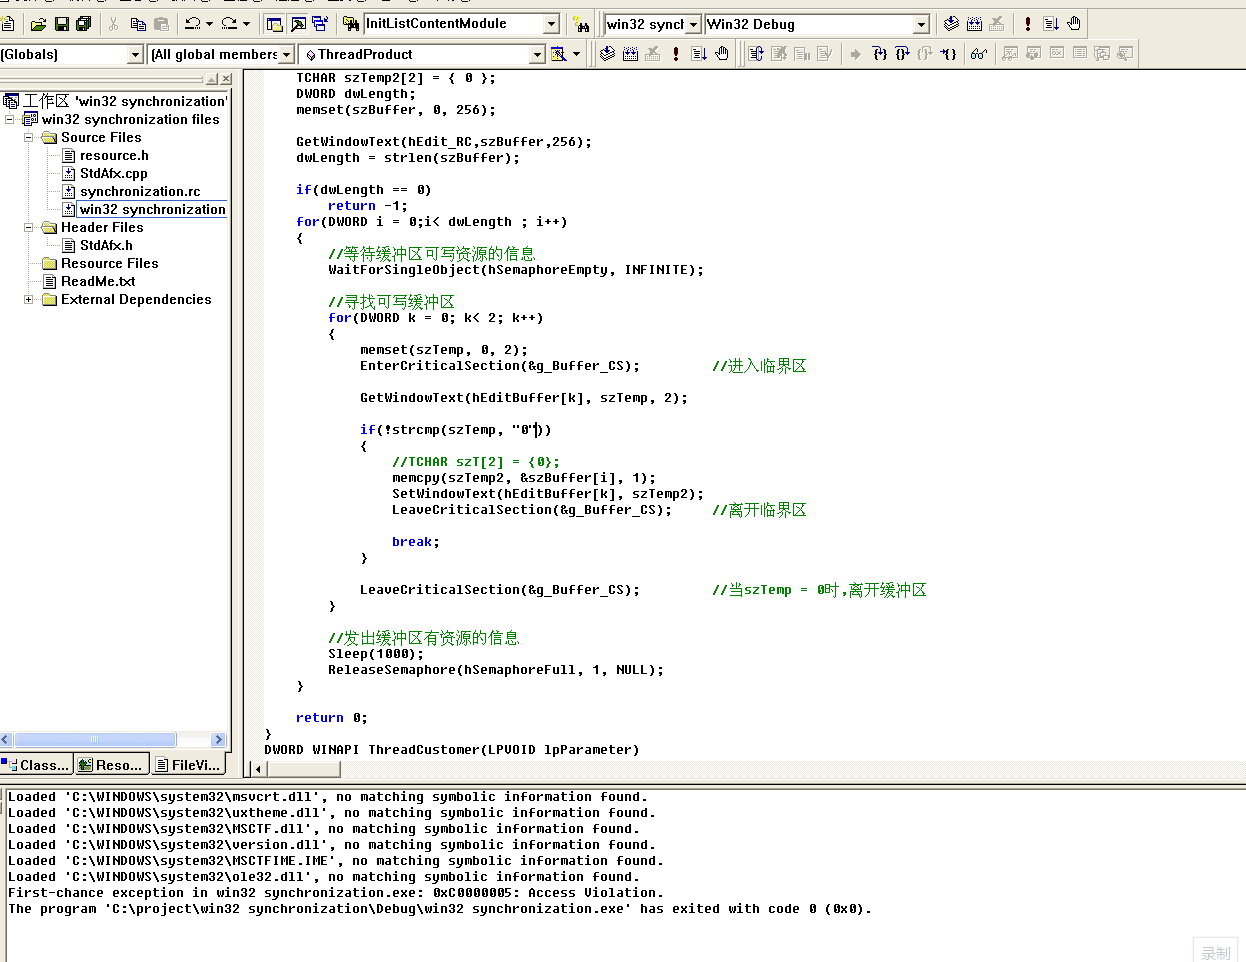 InitListContentModule
win32 syncl
Win32 Debug
(Globals)
(All global members
ThreadProduct
工作区 'win32 synchronization'
win32 synchronization files
Source Files
resource.h
StdAfx.cpp
synchronization.rc
win32 synchronization
Header Files
StdAfx.h
Resource Files
ReadMe.txt
External Dependencies
Class...
Reso...
FileVi...
TCHAR szTemp2[2] = { 0 };
DWORD dwLength;
memset(szBuffer, 0, 256);
GetWindowText(hEdit_RC,szBuffer,256);
dwLength = strlen(szBuffer);
if(dwLength == 0)
return -1;
for(DWORD i = 0;i< dwLength ; i++)
{
//等待缓冲区可写资源的信息
WaitForSingleObject(hSemaphoreEmpty, INFINITE);
//寻找可写缓冲区
for(DWORD k = 0; k< 2; k++)
{
memset(szTemp, 0, 2);
EnterCriticalSection(&g_Buffer_CS); //进入临界区
GetWindowText(hEditBuffer[k], szTemp, 2);
if(!strcmp(szTemp, "0"))
{
//TCHAR szT[2] = {0};
memcpy(szTemp2, &szBuffer[i], 1);
SetWindowText(hEditBuffer[k], szTemp2);
LeaveCriticalSection(&g_Buffer_CS); //离开临界区
break;
}
LeaveCriticalSection(&g_Buffer_CS); //当szTemp = 0时,离开缓冲区
}
//发出缓冲区有资源的信息
Sleep(1000);
ReleaseSemaphore(hSemaphoreFull, 1, NULL);
}
return 0;
}
DWORD WINAPI ThreadCustomer(LPVOID lpParameter)
Loaded 'C:\WINDOWS\system32\msvcrt.dll', no matching symbolic information found.
Loaded 'C:\WINDOWS\system32\uxtheme.dll', no matching symbolic information found.
Loaded 'C:\WINDOWS\system32\MSCTF.dll', no matching symbolic information found.
Loaded 'C:\WINDOWS\system32\version.dll', no matching symbolic information found.
Loaded 'C:\WINDOWS\system32\MSCTFIME.IME', no matching symbolic information found.
Loaded 'C:\WINDOWS\system32\ole32.dll', no matching symbolic information found.
First-chance exception in win32 synchronization.exe: 0xC0000005: Access Violation.
The program 'C:\project\win32 synchronization\Debug\win32 synchronization.exe' has exited with code 0 (0x0).
录制